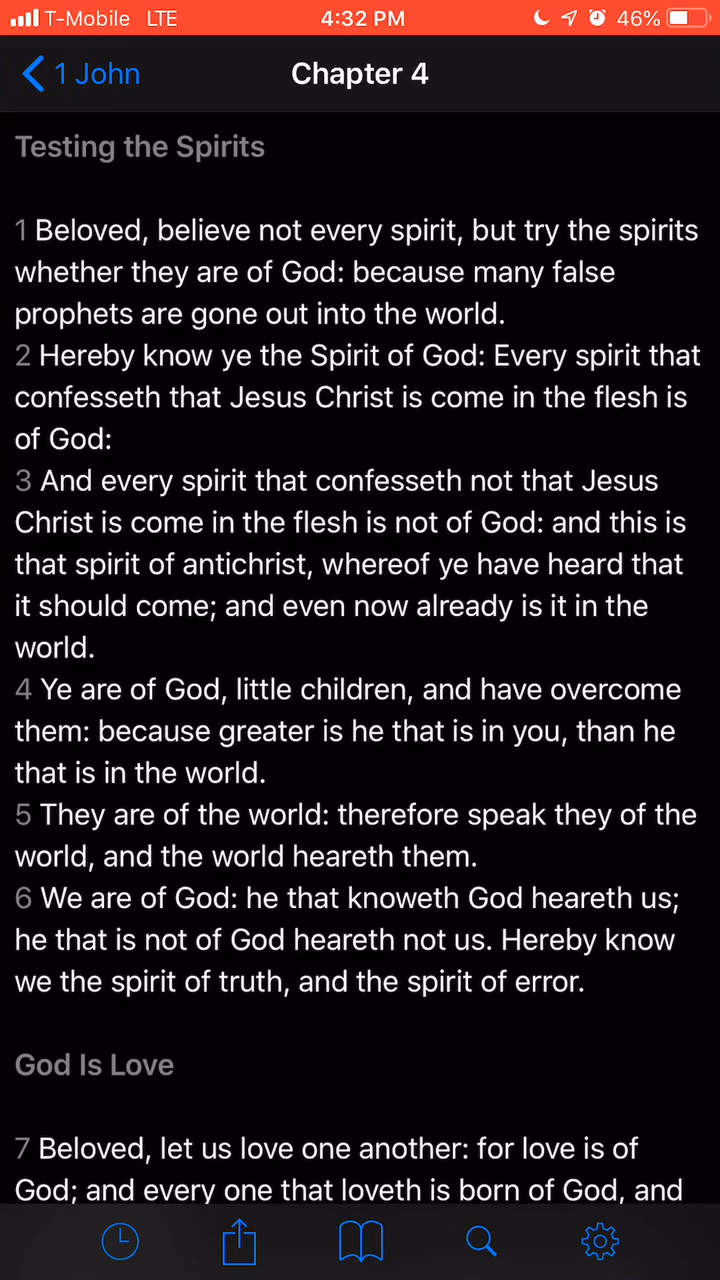 T-Mobile LTE 4:32 PM 46%
1 John Chapter 4
Testing the Spirits
1 Beloved, believe not every spirit, but try the spirits
whether they are of God: because many false
prophets are gone out into the world.
2 Hereby know ye the Spirit of God: Every spirit that
confesseth that Jesus Christ is come in the flesh is
of God:
3 And every spirit that confesseth not that Jesus
Christ is come in the flesh is not of God: and this is
that spirit of antichrist, whereof ye have heard that
it should come; and even now already is it in the
world.
4 Ye are of God, little children, and have overcome
them: because greater is he that is in you, than he
that is in the world.
5 They are of the world: therefore speak they of the
world, and the world heareth them.
6 We are of God: he that knoweth God heareth us;
he that is not of God heareth not us. Hereby know
we the spirit of truth, and the spirit of error.
God Is Love
7 Beloved, let us love one another: for love is of
God; and every one that loveth is born of God, and